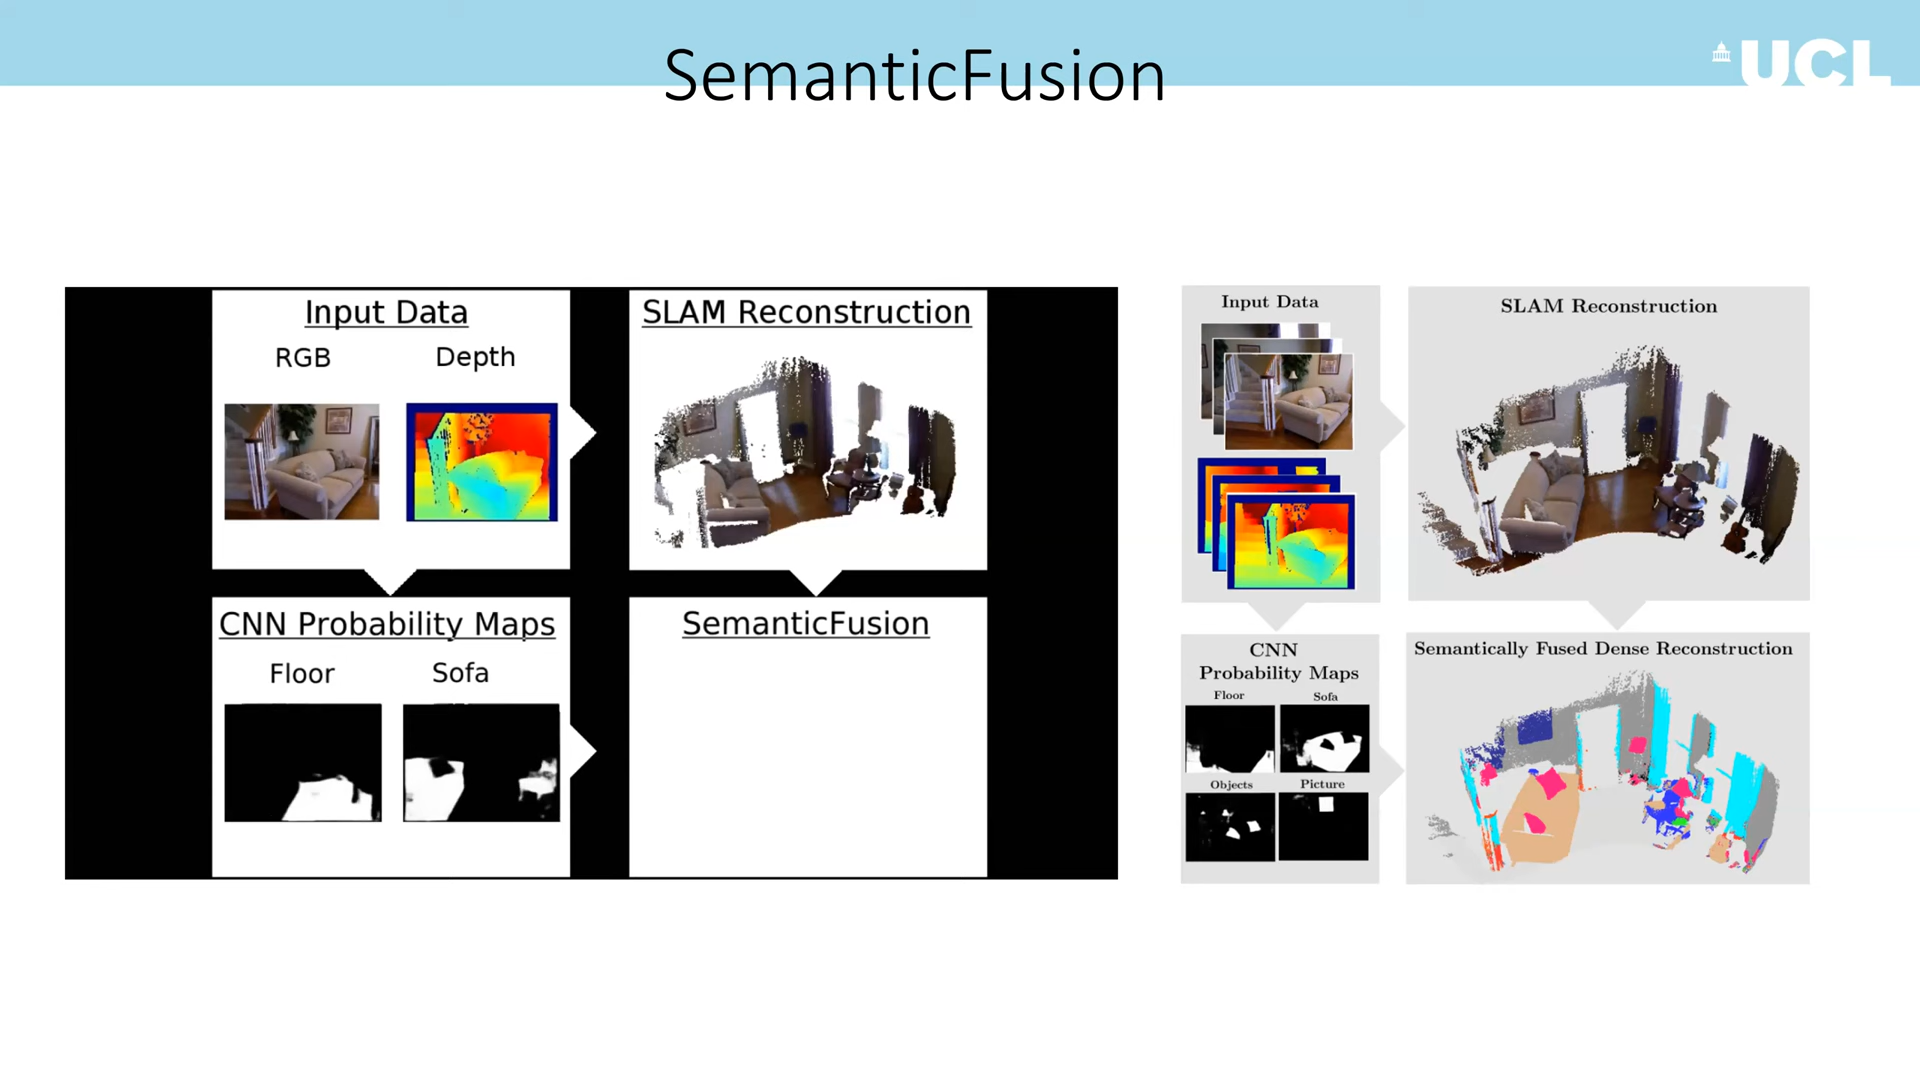 SemanticFusion
UCL
Input Data
RGB
Depth
SLAM Reconstruction
CNN Probability Maps
Floor
Sofa
SemanticFusion
Input Data
SLAM Reconstruction
CNN
Probability Maps
Floor
Sofa
Objects
Picture
Semantically Fused Dense Reconstruction